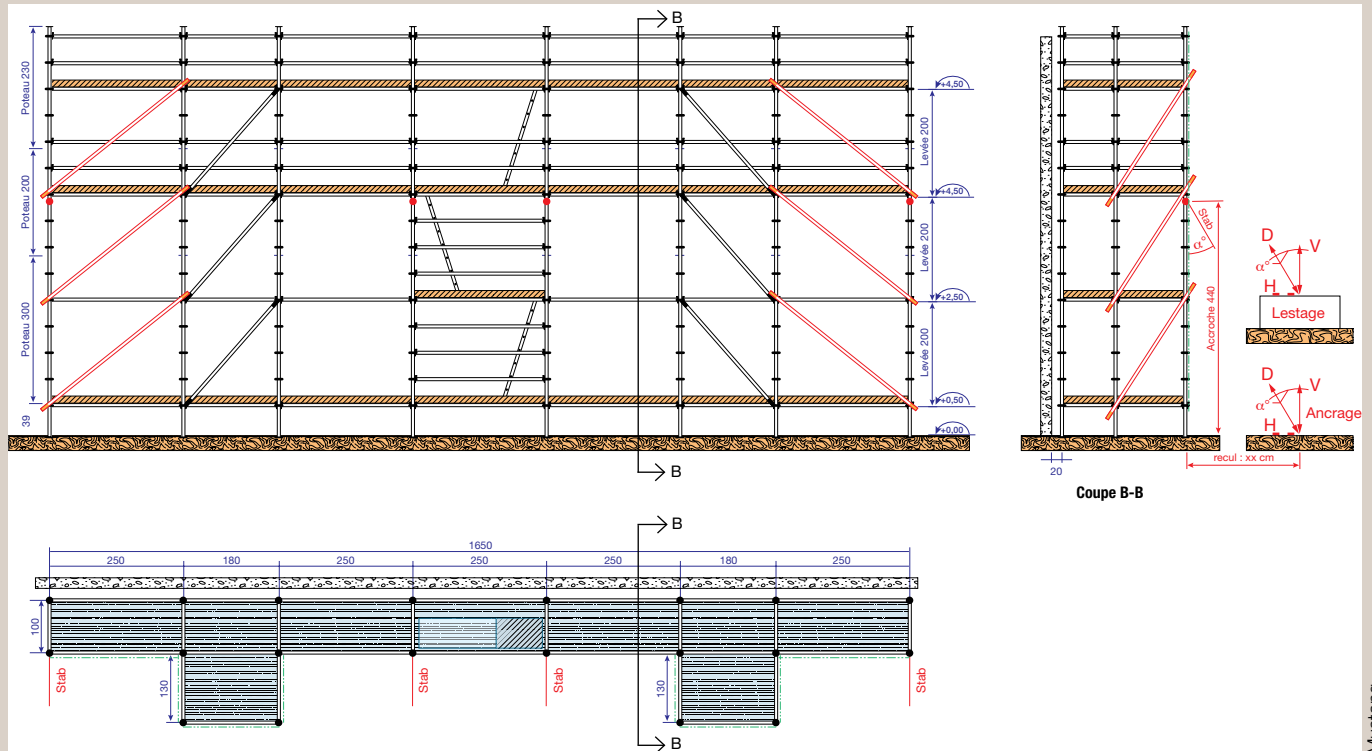 B
Poteau 230
Poteau 200
Poteau 300
39
+4,50
Levée 200
+4,50
Levée 200
+2,50
Levée 200
+0,50
+0,00
B
Stab
α°
Accroche 440
D
V
α°
H
Lestage
D
V
α°
H
Ancrage
recul : xx cm
20
Coupe B-B
B
1650
250
180
250
250
250
180
250
100
130
130
Stab
Stab
Stab
Stab
B